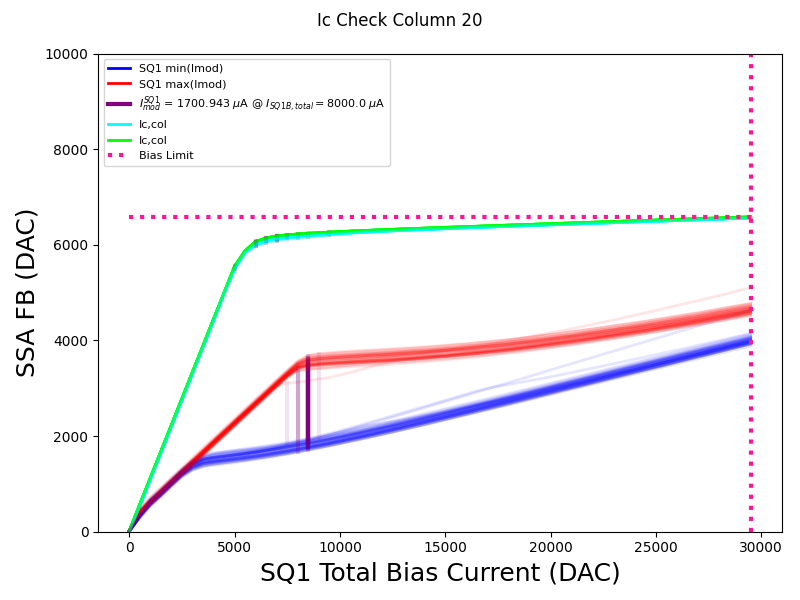 Ic Check Column 20
10000
8000
6000
4000
2000
0
SSA FB (DAC)
SQ1 min(Imod)
SQ1 max(Imod)
I_{mod}^{SQ1} = 1700.943 μA @ I_{SQ1B, total} = 8000.0 μA
Ic,col
Ic,col
Bias Limit
0 5000 10000 15000 20000 25000 30000
SQ1 Total Bias Current (DAC)